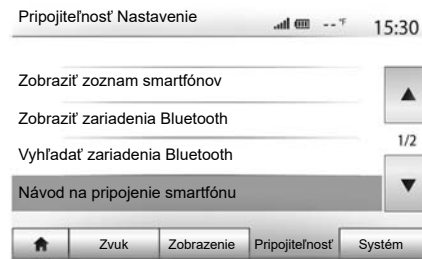 Pripojiteľnosť Nastavenie -- °F 15:30
Zobraziť zoznam smartfónov
Zobraziť zariadenia Bluetooth
1/2
Vyhľadať zariadenia Bluetooth
Návod na pripojenie smartfónu
Zvuk Zobrazenie Pripojiteľnosť Systém